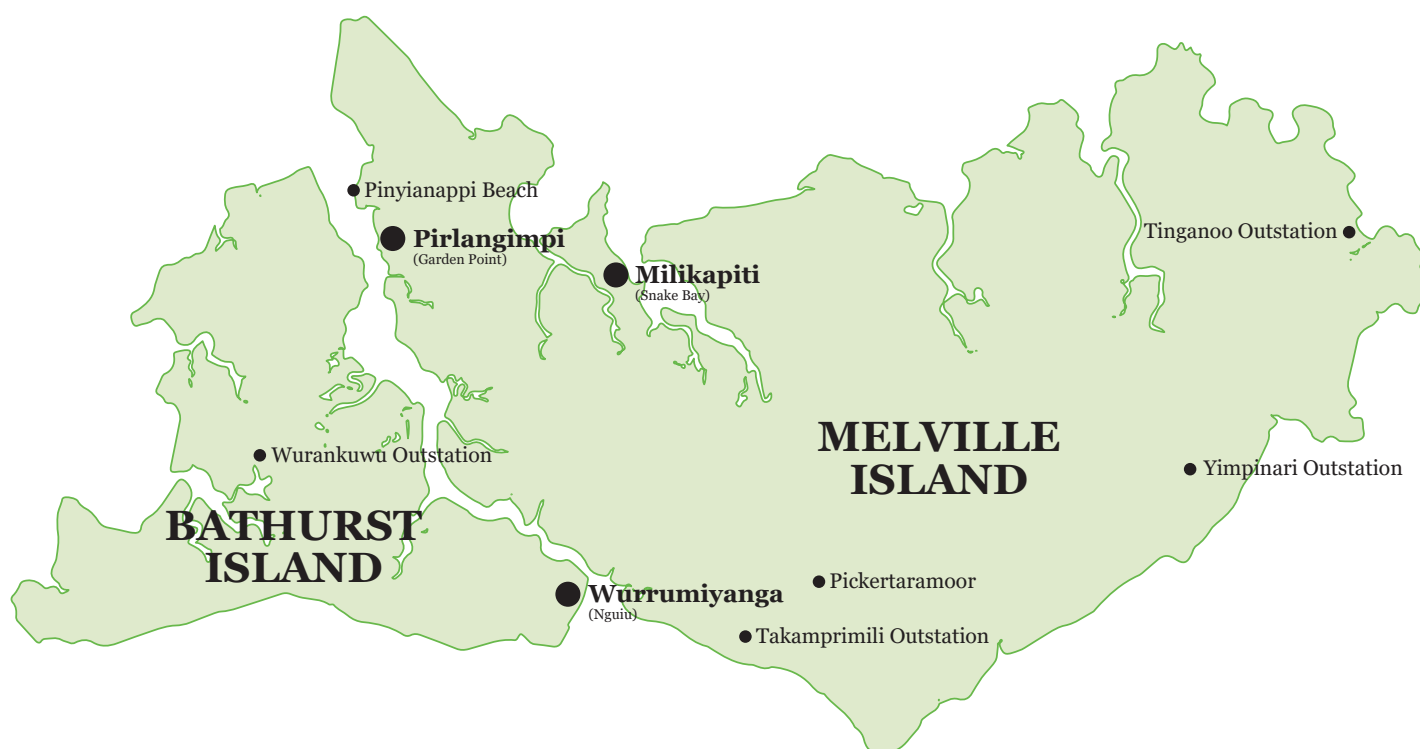 Pinyianappi Beach
Pirlangimpi
(Garden Point)
Tinganoo Outstation
Milikapiti
(Snake Bay)
MELVILLE
ISLAND
Wurankuwu Outstation
Yimpinari Outstation
BATHURST
ISLAND
Pickertaramoor
Wurrumiyanga
(Nguiu)
Takamprimili Outstation